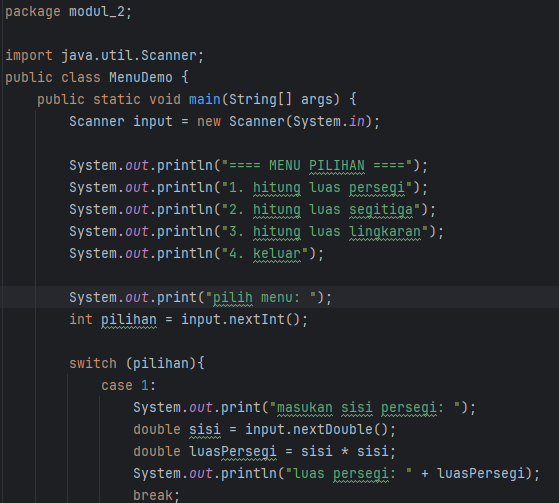 package modul_2;
import java.util.Scanner;
public class MenuDemo {
public static void main(String[] args) {
Scanner input = new Scanner(System.in);
System.out.println("==== MENU PILIHAN ====");
System.out.println("1. hitung luas persegi");
System.out.println("2. hitung luas segitiga");
System.out.println("3. hitung luas lingkaran");
System.out.println("4. keluar");
System.out.print("pilih menu: ");
int pilihan = input.nextInt();
switch (pilihan){
case 1:
System.out.print("masukan sisi persegi: ");
double sisi = input.nextDouble();
double luasPersegi = sisi * sisi;
System.out.println("luas persegi: " + luasPersegi);
break;